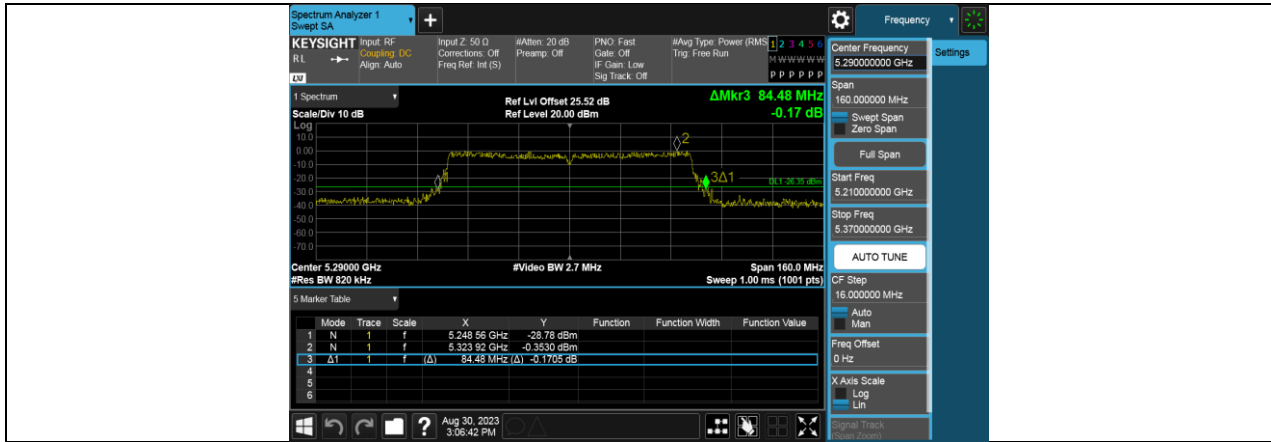 Spectrum Analyzer 1
Swept SA
+
Frequency
KEYSIGHT
RL
LXI
Input: RF
Coupling: DC
Align: Auto
Input Z: 50 Ω
Corrections: Off
Freq Ref: Int (S)
#Atten: 20 dB
Preamp: Off
PNO: Fast
Gate: Off
IF Gain: Low
Sig Track: Off
#Avg Type: Power (RMS
Trig: Free Run
1 2 3 4 5 6
M W W W W W
P P P P P P
1 Spectrum
Scale/Div 10 dB
Ref Lvl Offset 25.52 dB
Ref Level 20.00 dBm
ΔMkr3 84.48 MHz
-0.17 dB
Log
10.0
0.00
-10.0
-20.0
-30.0
-40.0
-50.0
-60.0
-70.0
2
3Δ1
DL1 -26.35 dBm
Center 5.29000 GHz
#Video BW 2.7 MHz
Span 160.0 MHz
#Res BW 820 kHz
Sweep 1.00 ms (1001 pts)
5 Marker Table
Mode Trace Scale X Y Function Function Width Function Value
1 N 1 f 5.248 56 GHz -28.78 dBm
2 N 1 f 5.323 92 GHz -0.3530 dBm
3 Δ1 1 f (Δ) 84.48 MHz (Δ) -0.1705 dB
4
5
6
?
Aug 30, 2023
3:06:42 PM
Center Frequency
5.290000000 GHz
Settings
Span
160.000000 MHz
Swept Span
Zero Span
Full Span
Start Freq
5.210000000 GHz
Stop Freq
5.370000000 GHz
AUTO TUNE
CF Step
16.000000 MHz
Auto
Man
Freq Offset
0 Hz
X Axis Scale
Log
Lin
Signal Track
(Span Zoom)